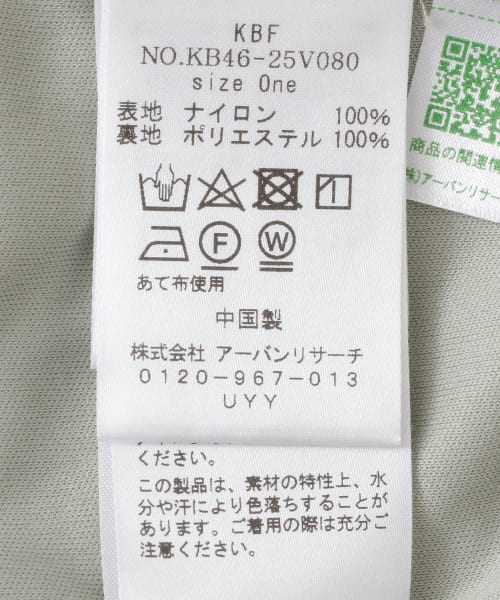 KBF
NO.KB46-25V080
size One
表地 ナイロン 100%
裏地 ポリエステル 100%
F W
あて布使用
中国製
株式会社 アーバンリサーチ
0120-967-013
UYY
ください。
この製品は、素材の特性上、水
分や汗により色落ちすることが
あります。ご着用の際は充分ご
注意ください。
商品の関連情
株)アーバンリサー